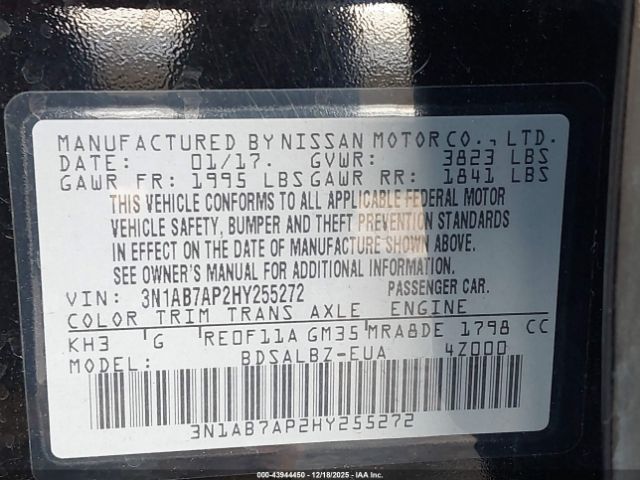 MANUFACTURED BY NISSAN MOTOR CO., LTD.
DATE: 01/17. GVWR: 3823 LBS
GAWR FR: 1995 LBS GAWR RR: 1841 LBS
THIS VEHICLE CONFORMS TO ALL APPLICABLE FEDERAL MOTOR
VEHICLE SAFETY, BUMPER AND THEFT PREVENTION STANDARDS
IN EFFECT ON THE DATE OF MANUFACTURE SHOWN ABOVE.
SEE OWNER'S MANUAL FOR ADDITIONAL INFORMATION.
VIN: 3N1AB7AP2HY255272 PASSENGER CAR.
COLOR TRIM TRANS AXLE ENGINE
KH3 G RE0F11A GM35 MRA8DE 1798 CC
MODEL: BDSALBZ-EUA 4Z000
3N1AB7AP2HY255272
000-43944450 - 12/18/2025 - IAA Inc.